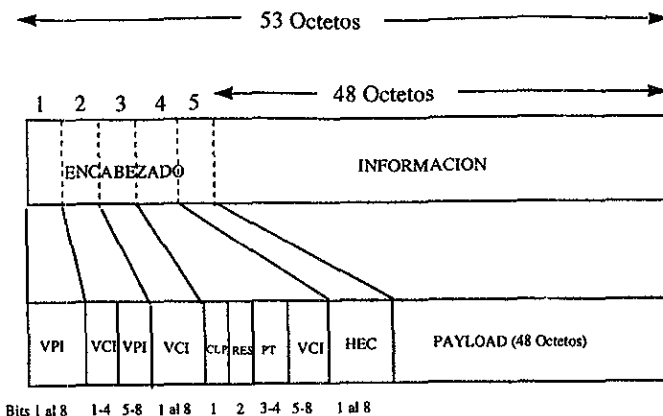 53 Octetos
1 2 3 4 5
48 Octetos
ENCABEZADO INFORMACION
VPI VCI VPI VCI CLP RES PT VCI HEC PAYLOAD (48 Octetos)
Bits 1 al 8 1-4 5-8 1 al 8 1 2 3-4 5-8 1 al 8